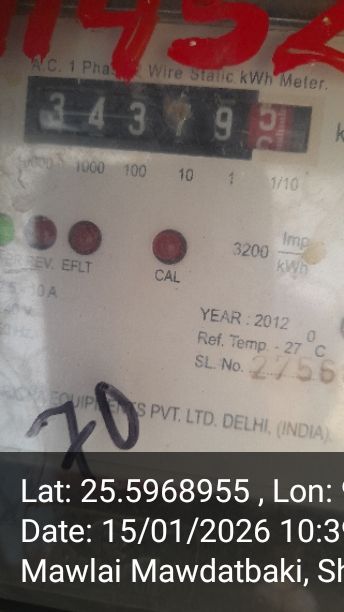 A.C. 1 Phase 2 Wire Static kWh Meter.
3 4 3 7 9 5
1000 100 10 1 1/10
REV. EFLT
CAL
3200 Imp/kWh
YEAR : 2012
Ref. Temp. - 27 °C
SL. No. 2756
EQUIPMENTS PVT. LTD. DELHI, (INDIA).
70
Lat: 25.5968955 , Lon:
Date: 15/01/2026 10:39
Mawlai Mawdatbaki, Sh